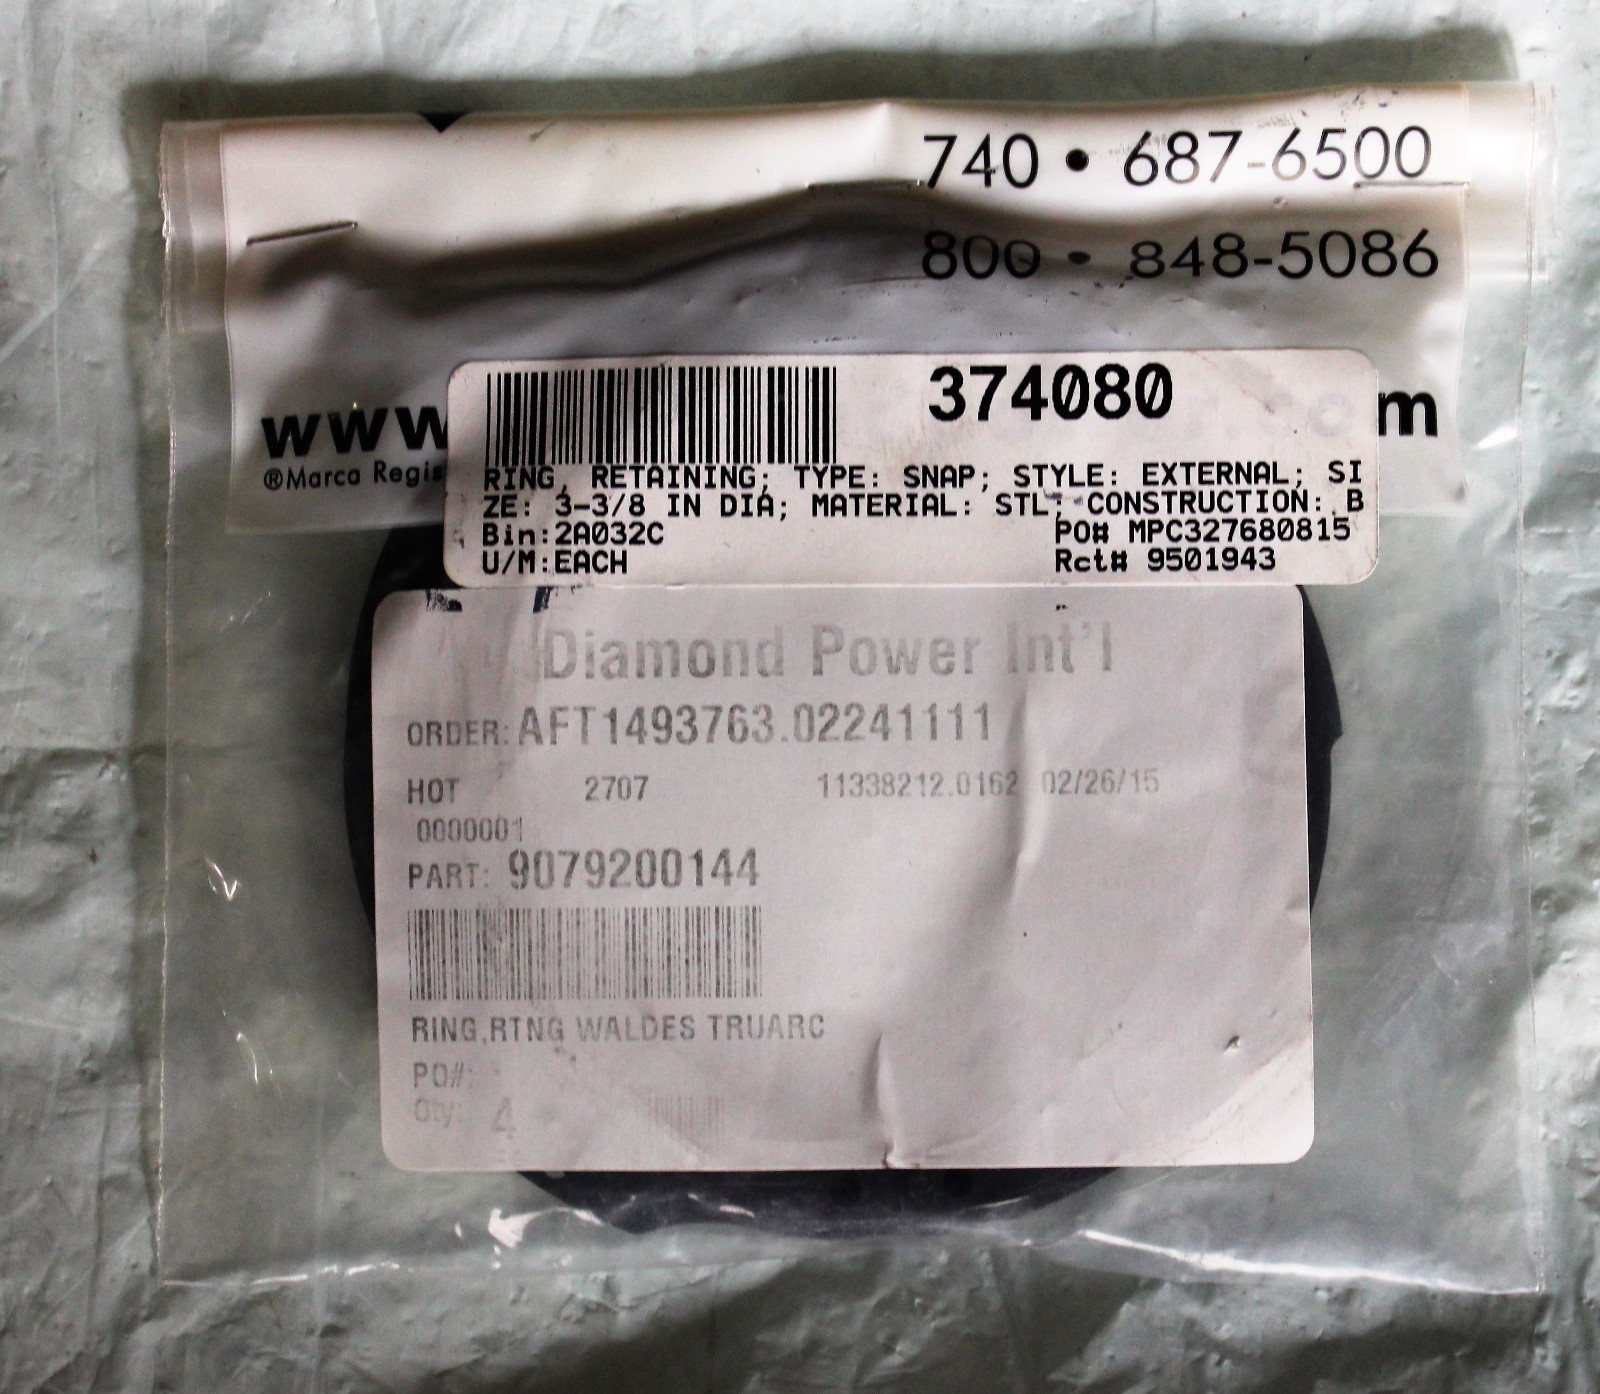 740 • 687-6500
800 • 848-5086
www
m
®Marca Regis
374080
RING, RETAINING; TYPE: SNAP; STYLE: EXTERNAL; SI
ZE: 3-3/8 IN DIA; MATERIAL: STL; CONSTRUCTION: B
Bin:2A032C PO# MPC327680815
U/M:EACH Rct# 9501943
Diamond Power Int'l
ORDER: AFT1493763.02241111
HOT 2707 11338212.0162 02/26/15
0000001
PART: 9079200144
RING,RTNG WALDES TRUARC
PO#:
Qty: 4